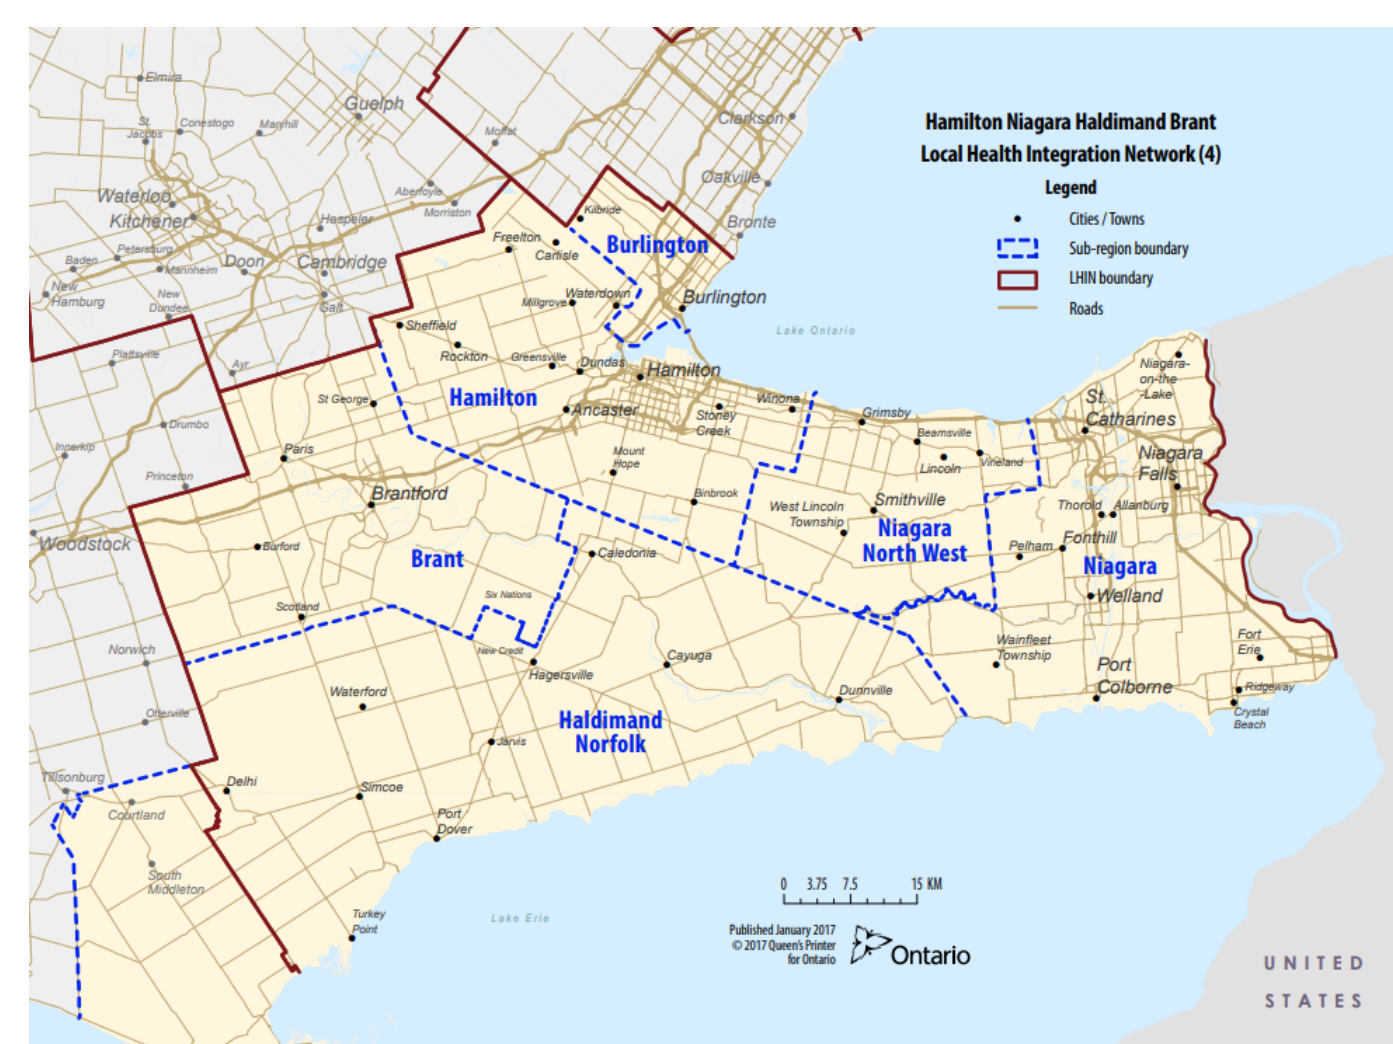 Hamilton Niagara Haldimand Brant
Local Health Integration Network (4)
Legend
Cities / Towns
Sub-region boundary
LHIN boundary
Roads
Elmira
Guelph
St.
Jacobs
Conestogo
Maryhill
Moffat
Clarkson
Waterloo
Kitchener
Aberfoyle
Morriston
Oakville
Hespeler
Bronte
Kilbride
Freelton
Carlisle
Burlington
Petersburg
Baden
Mannheim
Doon
Cambridge
New
Hamburg
New
Dundee
Galt
Millgrove
Waterdown
Burlington
Lake Ontario
Sheffield
Rockton
Greensville
Dundas
Hamilton
Plattsville
Ayr
St George
Hamilton
Ancaster
Stoney
Creek
Winona
Grimsby
Niagara-
on-the
-Lake
St.
Catharines
Drumbo
Innerkip
Paris
Mount
Hope
Beamsville
Lincoln
Vineland
Niagara
Falls
Princeton
Brantford
Binbrook
West Lincoln
Township
Smithville
Thorold
Allanburg
Woodstock
Burford
Brant
Caledonia
Niagara
North West
Pelham
Fonthill
Niagara
Welland
Six Nations
Scotland
Norwich
New Credit
Hagersville
Cayuga
Wainfleet
Township
Fort
Erie
Port
Colborne
Waterford
Dunnville
Ridgeway
Crystal
Beach
Otterville
Haldimand
Norfolk
Jarvis
Tillsonburg
Delhi
Simcoe
Courtland
Port
Dover
South
Middleton
Turkey
Point
Lake Erie
0 3.75 7.5 15 KM
Published January 2017
© 2017 Queen's Printer
for Ontario
Ontario
UNITED
STATES